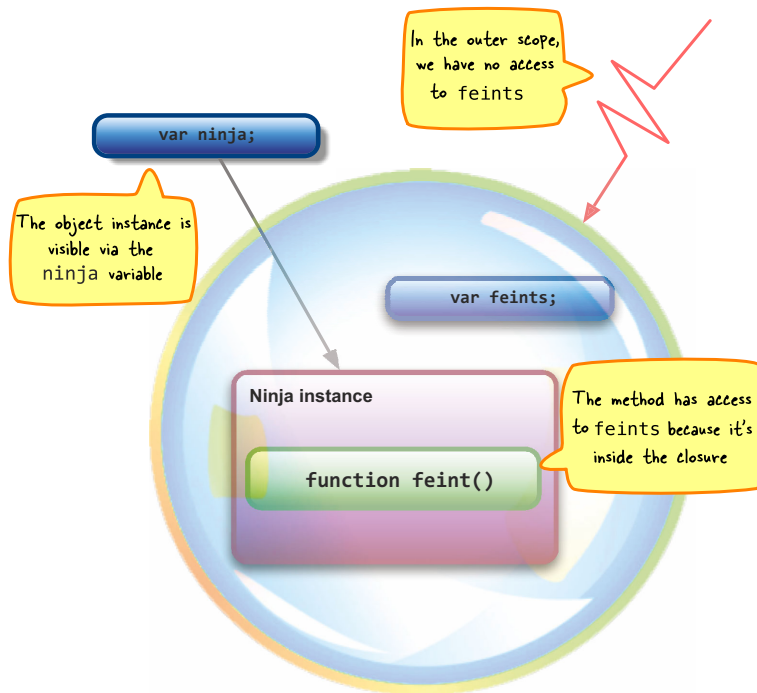 In the outer scope,
we have no access
to feints
var ninja;
The object instance is
visible via the
ninja variable
var feints;
Ninja instance
The method has access
to feints because it's
inside the closure
function feint()